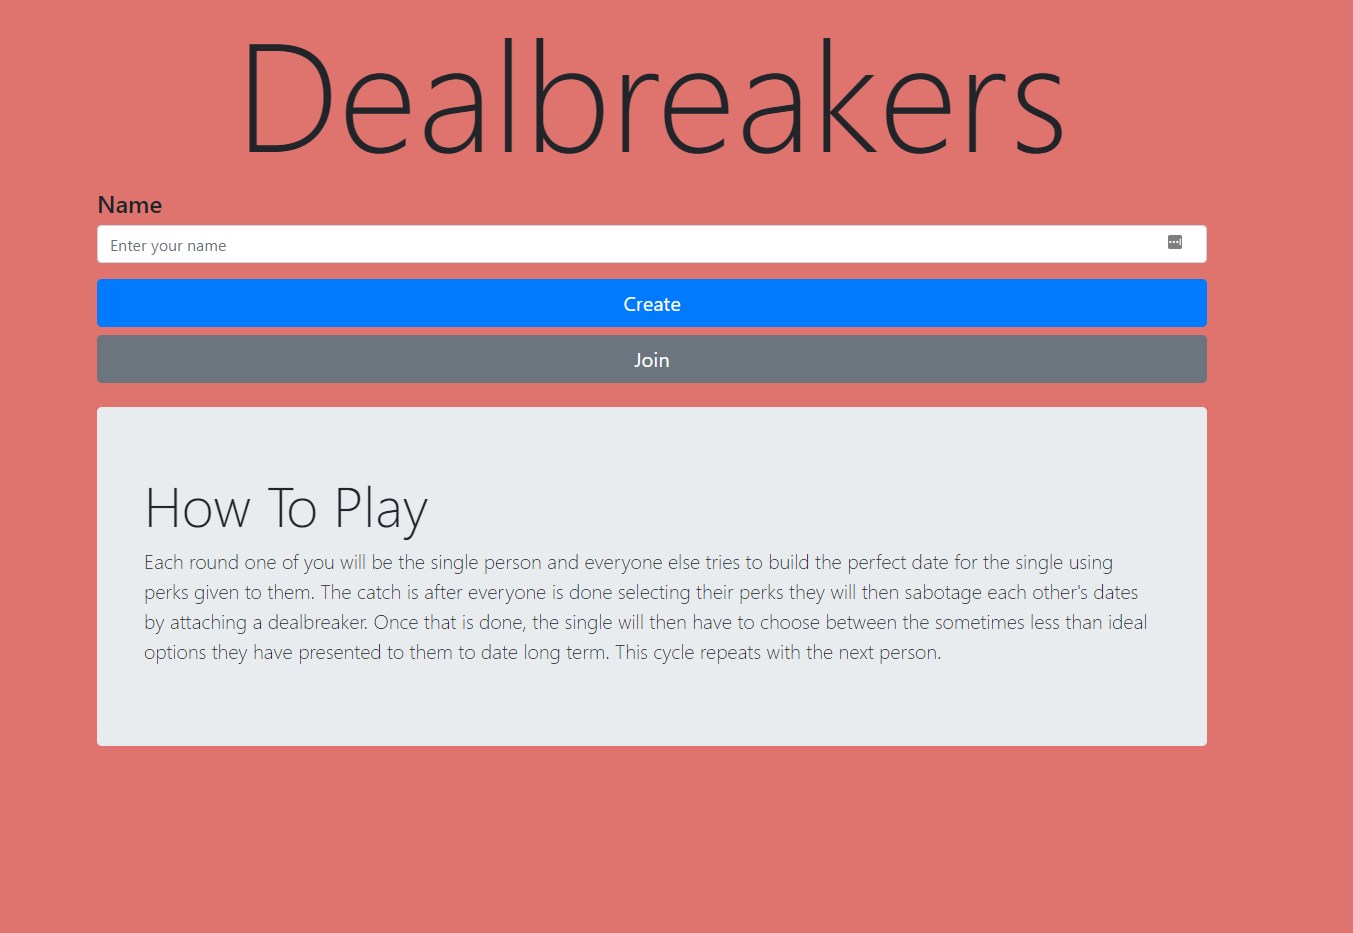 Dealbreakers
Name
Enter your name
Create
Join
How To Play
Each round one of you will be the single person and everyone else tries to build the perfect date for the single using
perks given to them. The catch is after everyone is done selecting their perks they will then sabotage each other's dates
by attaching a dealbreaker. Once that is done, the single will then have to choose between the sometimes less than ideal
options they have presented to them to date long term. This cycle repeats with the next person.